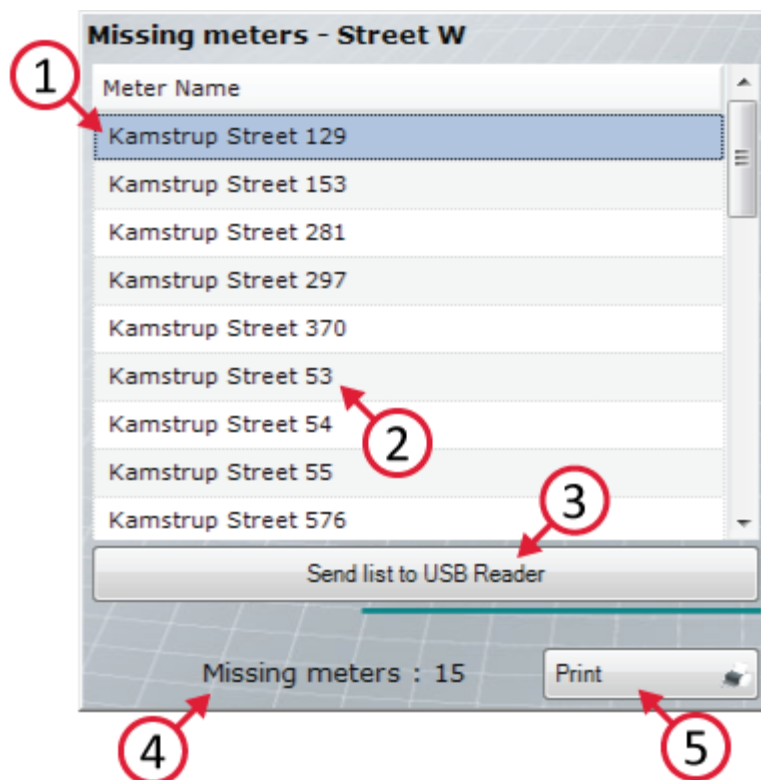 Missing meters - Street W
1
Meter Name
Kamstrup Street 129
Kamstrup Street 153
Kamstrup Street 281
Kamstrup Street 297
Kamstrup Street 370
Kamstrup Street 53
Kamstrup Street 54
2
Kamstrup Street 55
3
Kamstrup Street 576
Send list to USB Reader
Missing meters : 15 Print
4 5